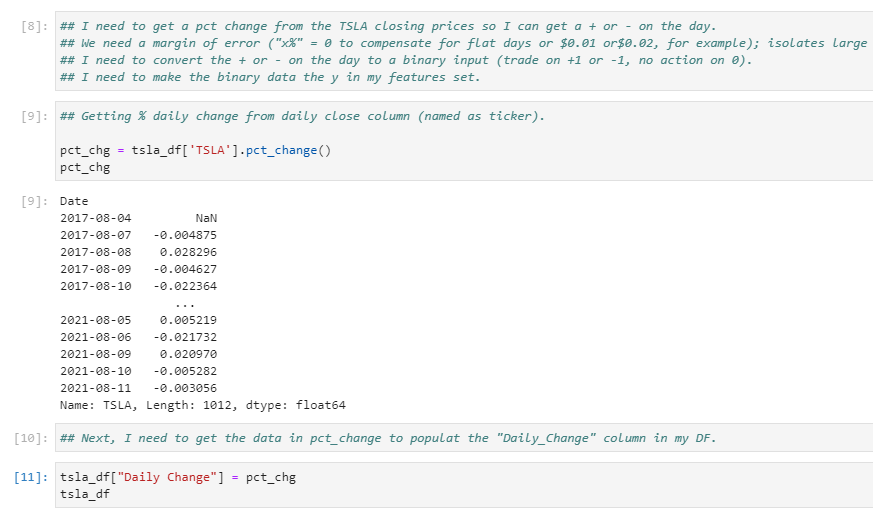 [8]: ## I need to get a pct change from the TSLA closing prices so I can get a + or - on the day.
## We need a margin of error ("x%" = 0 to compensate for flat days or $0.01 or$0.02, for example); isolates large
## I need to convert the + or - on the day to a binary input (trade on +1 or -1, no action on 0).
## I need to make the binary data the y in my features set.
[9]: ## Getting % daily change from daily close column (named as ticker).
pct_chg = tsla_df['TSLA'].pct_change()
pct_chg
[9]: Date
2017-08-04 NaN
2017-08-07 -0.004875
2017-08-08 0.028296
2017-08-09 -0.004627
2017-08-10 -0.022364
...
2021-08-05 0.005219
2021-08-06 -0.021732
2021-08-09 0.020970
2021-08-10 -0.005282
2021-08-11 -0.003056
Name: TSLA, Length: 1012, dtype: float64
[10]: ## Next, I need to get the data in pct_change to populat the "Daily_Change" column in my DF.
[11]: tsla_df["Daily Change"] = pct_chg
tsla_df